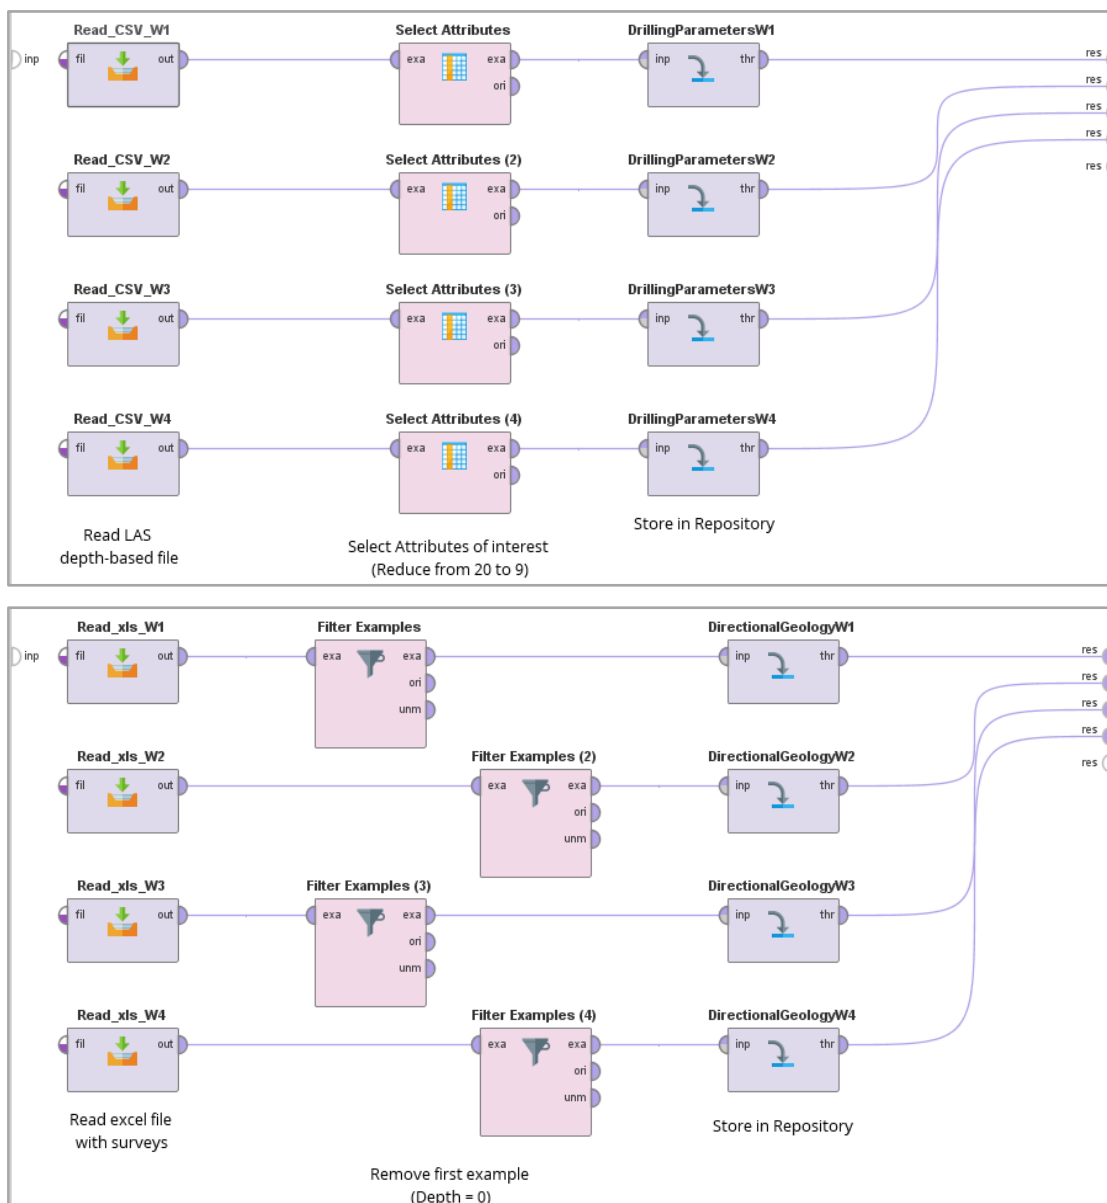 Read_CSV_W1 Select Attributes DrillingParametersW1
inp fil out exa exa inp thr res
ori res
res
Read_CSV_W2 Select Attributes (2) DrillingParametersW2 res
fil out exa exa inp thr res
ori
Read_CSV_W3 Select Attributes (3) DrillingParametersW3
fil out exa exa inp thr
ori
Read_CSV_W4 Select Attributes (4) DrillingParametersW4
fil out exa exa inp thr
ori
Read LAS
depth-based file
Select Attributes of interest
(Reduce from 20 to 9)
Store in Repository
Read_xls_W1 Filter Examples DirectionalGeologyW1
inp fil out exa exa inp thr res
ori res
unm res
res
Read_xls_W2 Filter Examples (2) DirectionalGeologyW2
res
fil out exa exa inp thr
ori
unm
Read_xls_W3 Filter Examples (3) DirectionalGeologyW3
fil out exa exa inp thr
ori
unm
Read_xls_W4 Filter Examples (4) DirectionalGeologyW4
fil out exa exa inp thr
ori
unm
Read excel file
with surveys
Remove first example
(Depth = 0)
Store in Repository